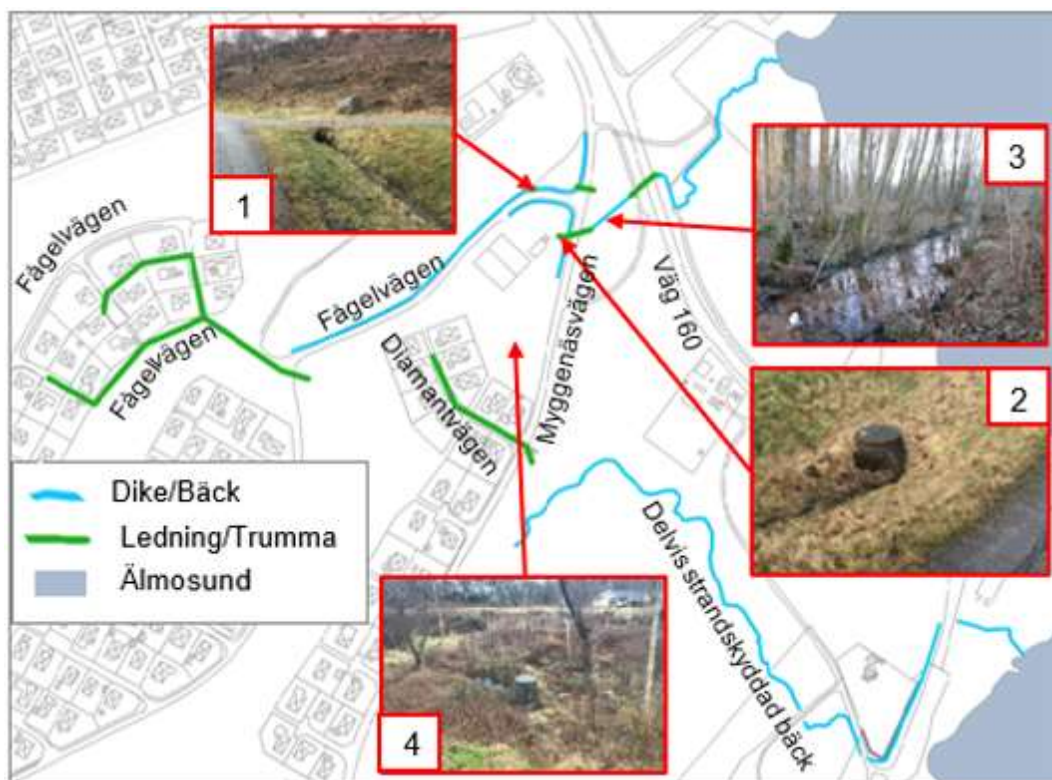 1
3
2
4
Fågelvägen
Fågelvägen
Fågelvägen
Diamantvägen
Myggenäsvägen
Väg 160
Delvis strandskyddad bäck
Dike/Bäck
Ledning/Trumma
Älmosund